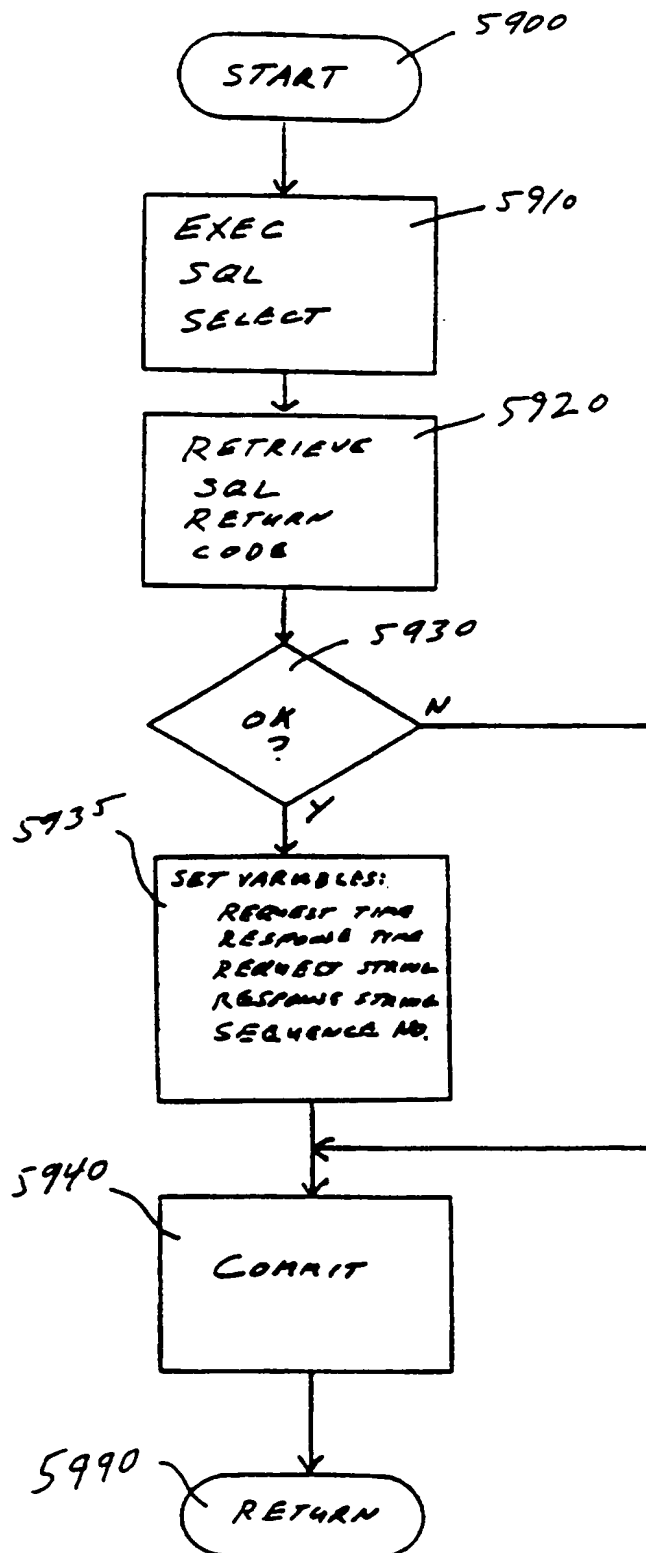 5900
START
5910
EXEC
SQL
SELECT
5920
RETRIEVE
SQL
RETURN
CODE
5930
OK
?
N
Y
5935
SET VARIABLES:
REQUEST TIME
RESPONSE TIME
REQUEST STRING
RESPONSE STRING
SEQUENCE NO.
5940
COMMIT
5990
RETURN